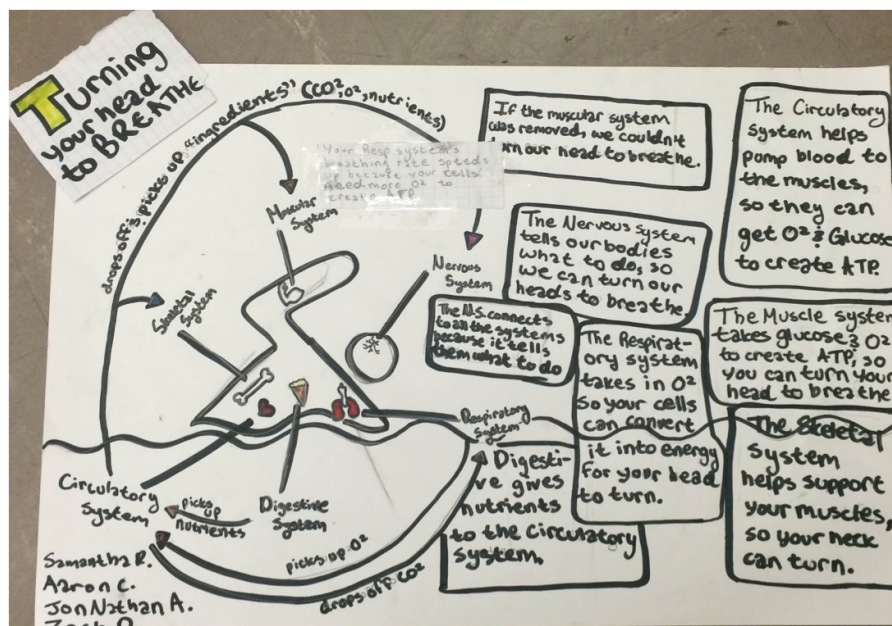 Turning
your head
to BREATHE
drops off & picks up "ingredients" (CO², O², nutrients)
Your Resp system's
breathing rate speeds
up because your cells
need more O² to
create ATP.
Muscular
System
Skeletal
System
Nervous
System
Respiratory
System
Circulatory
System
picks
up
nutrients
Digestive
System
picks up O²
drops off CO²
Samantha R.
Aaron C.
Jon Nathan A.
If the muscular system
was removed, we couldn't
turn our head to breathe.
The Nervous system
tells our bodies
what to do, so
we can turn our
heads to breathe.
The N.S. connects
to all the systems
because it tells
them what to do
The Respirat-
ory system
takes in O²
so your cells
can convert
it into energy
for your head
to turn.
Digesti-
ve gives
nutrients
to the Circulatory
System.
The Circulatory
System helps
pump blood to
the muscles,
so they can
get O² & Glucose
to create ATP.
The Muscle system
takes glucose & O²
to create ATP, so
you can turn your
head to breathe
The Skeletal
System
helps support
your muscles,
so your neck
can turn.